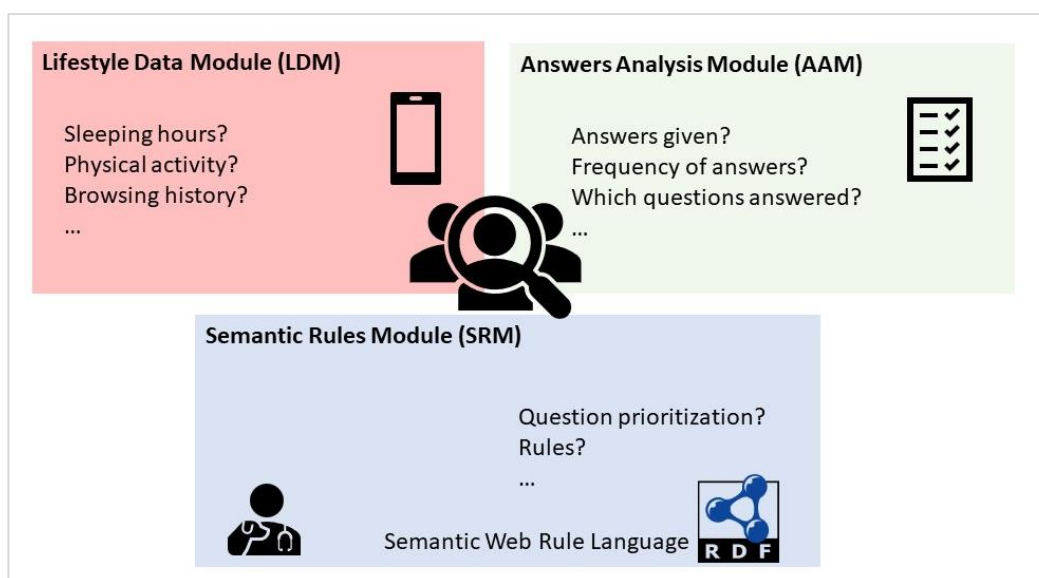 Lifestyle Data Module (LDM)
Sleeping hours?
Physical activity?
Browsing history?
...
Answers Analysis Module (AAM)
Answers given?
Frequency of answers?
Which questions answered?
...
Semantic Rules Module (SRM)
Question prioritization?
Rules?
...
Semantic Web Rule Language
RDF